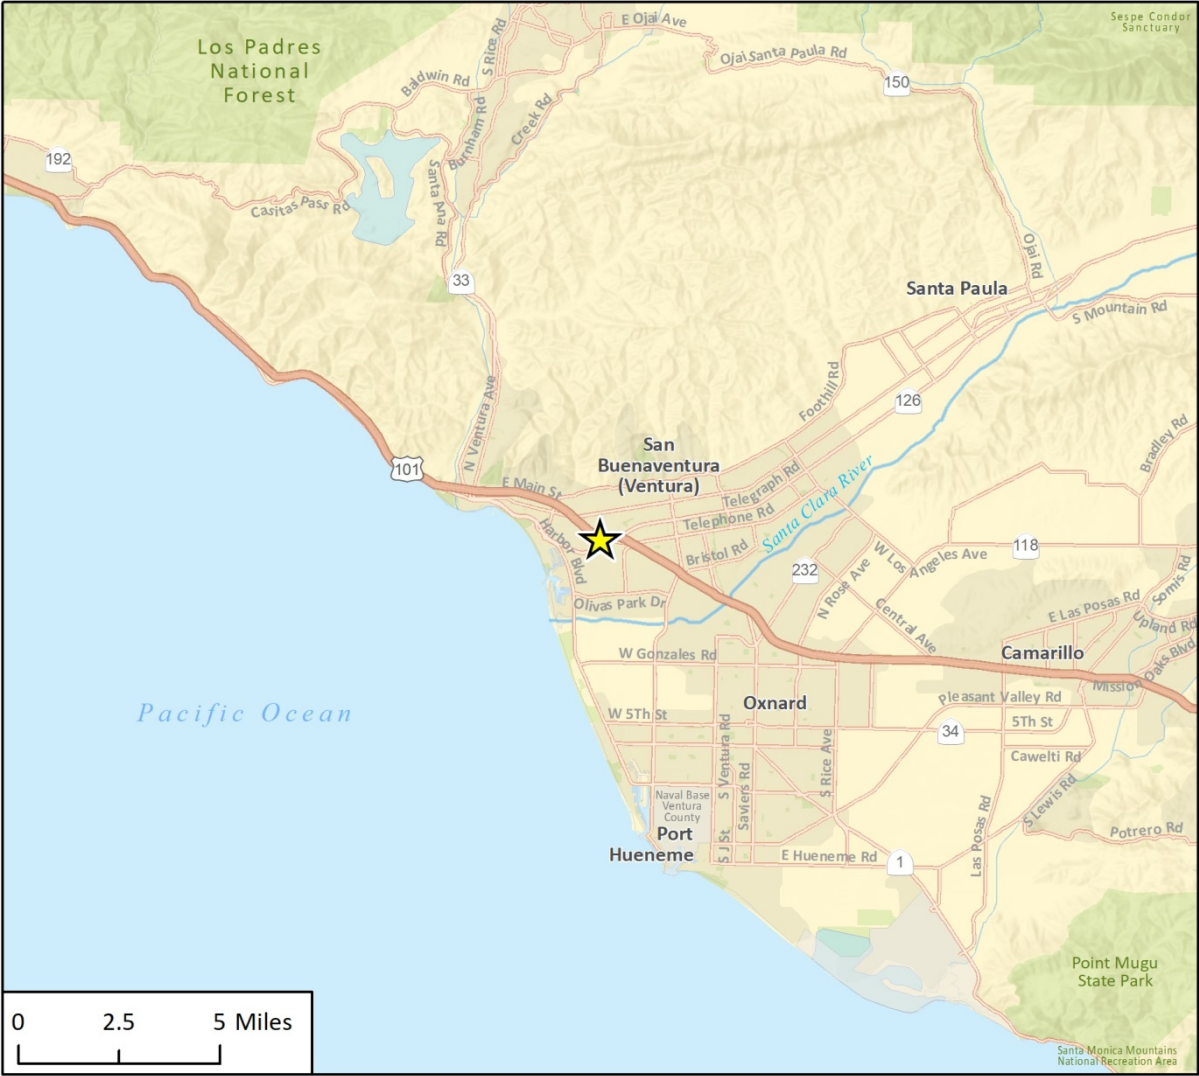 Sespe Condor
Sanctuary
E Ojai Ave
S Rice Rd
Los Padres
National
Forest
Ojai Santa Paula Rd
Baldwin Rd
150
Burnham Rd
Creek Rd
192
Santa Ana Rd
Casitas Pass Rd
Ojai Rd
33
Santa Paula
S Mountain Rd
Foothill Rd
126
N Ventura Ave
Bradley Rd
San
Buenaventura
(Ventura)
101
E Main St
Telegraph Rd
Santa Clara River
Telephone Rd
Harbor Blvd
Bristol Rd
W Los Angeles Ave
118
232
N Rose Ave
Somis Rd
Olivas Park Dr
Central Ave
E Las Posas Rd
Upland Rd
W Gonzales Rd
Camarillo
Mission Oaks Blvd
Pacific Ocean
Oxnard
Pleasant Valley Rd
W 5Th St
5Th St
34
S Ventura Rd
S Rice Ave
Cawelti Rd
Saviers Rd
Naval Base
Ventura
County
S Lewis Rd
Las Posas Rd
Potrero Rd
Port
Hueneme
S J St
E Hueneme Rd
1
Point Mugu
State Park
0 2.5 5 Miles
Santa Monica Mountains
National Recreation Area